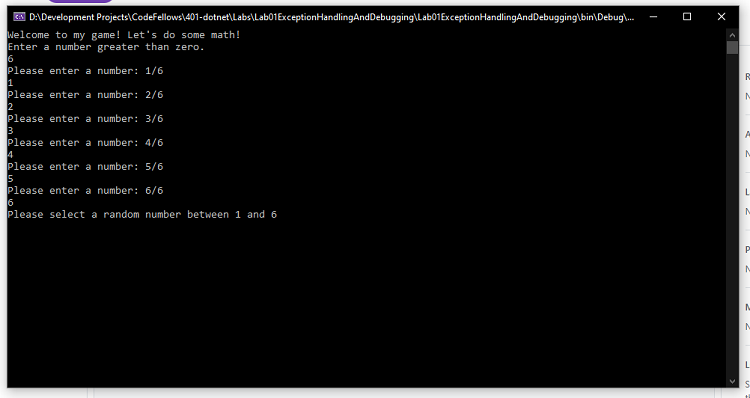 D:\Development Projects\CodeFellows\401-dotnet\Labs\Lab01ExceptionHandlingAndDebugging\Lab01ExceptionHandlingAndDebugging\bin\Debug\...
Welcome to my game! Let's do some math!
Enter a number greater than zero.
6
Please enter a number: 1/6
1
Please enter a number: 2/6
2
Please enter a number: 3/6
3
Please enter a number: 4/6
4
Please enter a number: 5/6
5
Please enter a number: 6/6
6
Please select a random number between 1 and 6